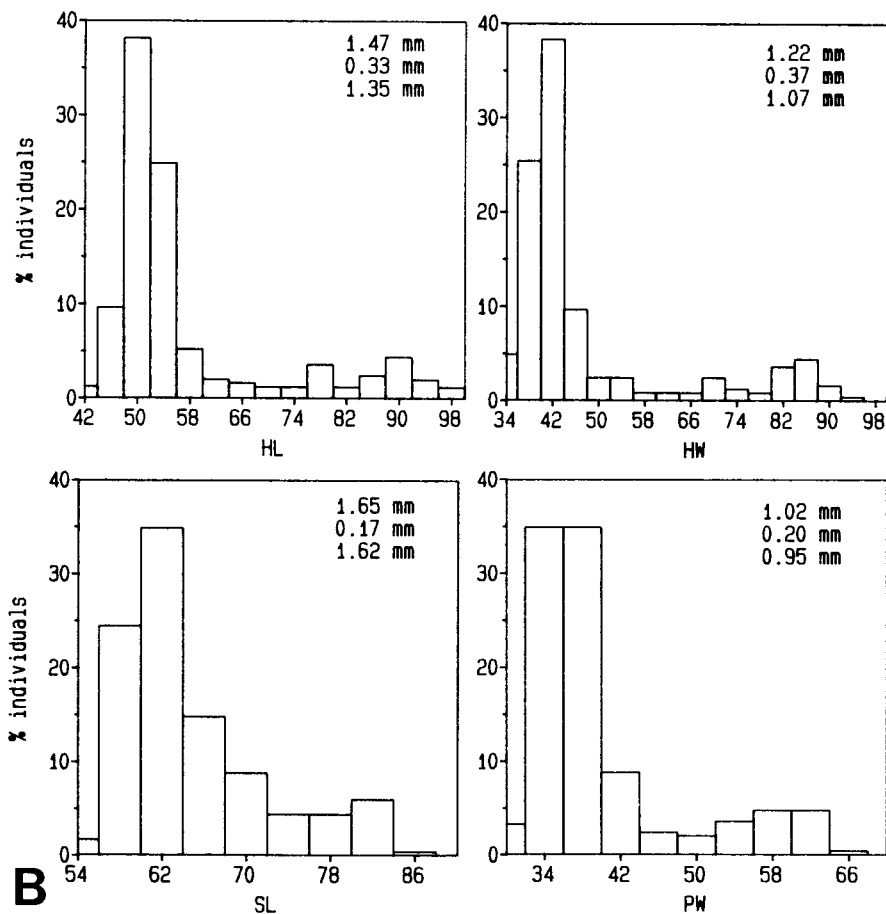 40
30
20
10
0
% individuals
1.47 mm
0.33 mm
1.35 mm
42 50 58 66 74 82 90 98
HL
40
30
20
10
0
1.22 mm
0.37 mm
1.07 mm
34 42 50 58 66 74 82 90 98
HW
40
30
20
10
0
% individuals
1.65 mm
0.17 mm
1.62 mm
54 62 70 78 86
SL
40
30
20
10
0
1.02 mm
0.20 mm
0.95 mm
34 42 50 58 66
PW
B